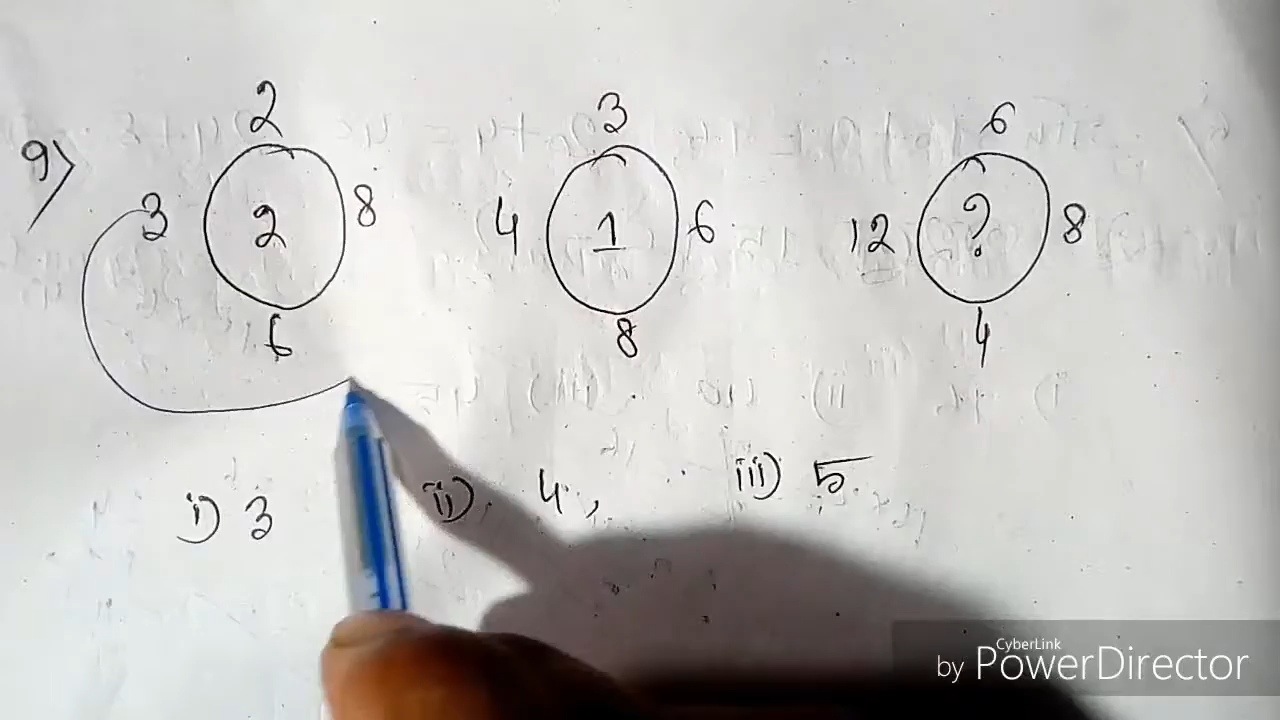 2 3 6
9) 3 2 8 4 1 6 12 ? 8
6 8 4
i) 3 ii) 4, iii) 5
CyberLink
by PowerDirector